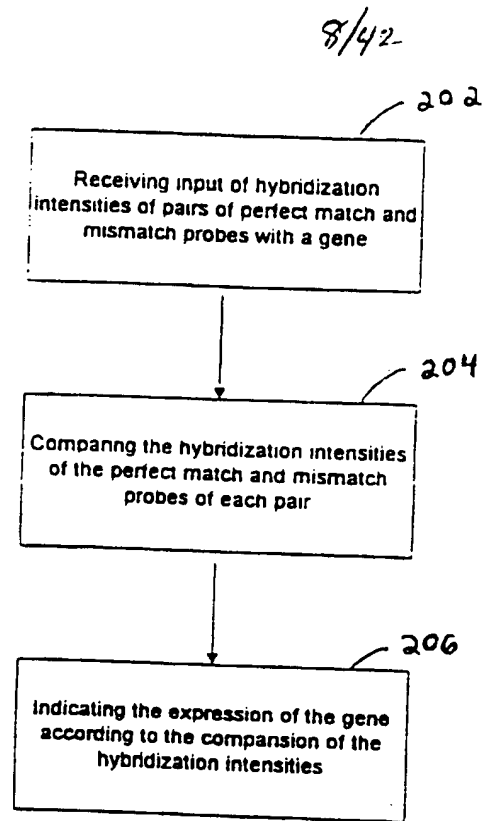 8/42
202
Receiving input of hybridization
intensities of pairs of perfect match and
mismatch probes with a gene
204
Comparing the hybridization intensities
of the perfect match and mismatch
probes of each pair
206
Indicating the expression of the gene
according to the comparision of the
hybridization intensities